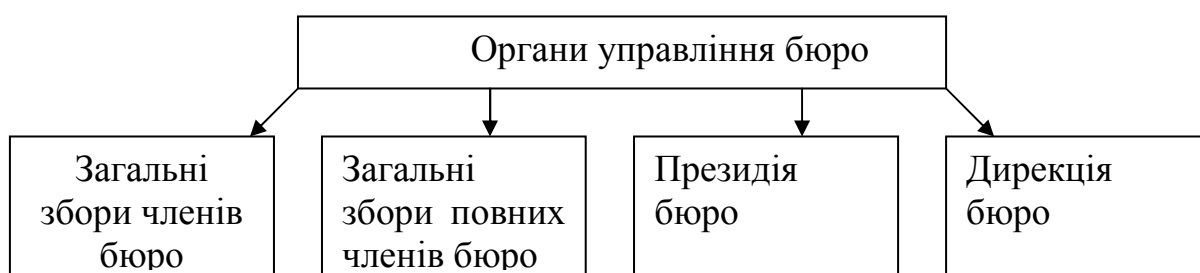 Органи управління бюро
Загальні
збори членів
бюро
Загальні
збори повних
членів бюро
Президія
бюро
Дирекція
бюро